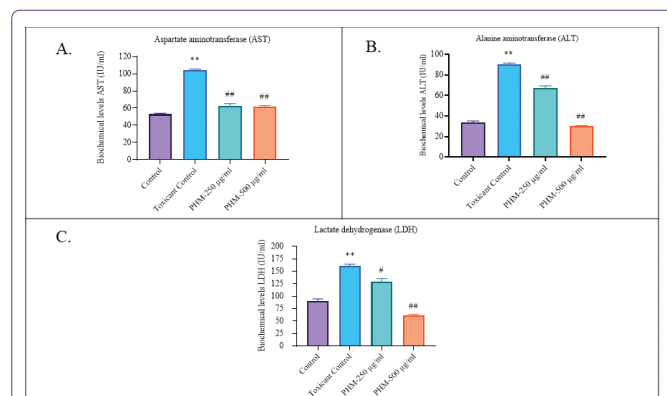 A.
Aspartate aminotransferase (AST)
Biochemical levels AST (IU/ml)
120
100
80
60
40
20
0
**
##
##
Control
Toxicant Control
PHM-250 µg/ml
PHM-500 µg/ml
B.
Alanine aminotransferase (ALT)
Biochemical levels ALT (IU/ml)
100
80
60
40
20
0
**
##
##
Control
Toxicant Control
PHM-250 µg/ml
PHM-500 µg/ml
C.
Lactate dehydrogenase (LDH)
Biochemical levels LDH (IU/ml)
200
175
150
125
100
75
50
25
0
**
#
##
Control
Toxicant Control
PHM-250 µg/ml
PHM-500 µg/ml